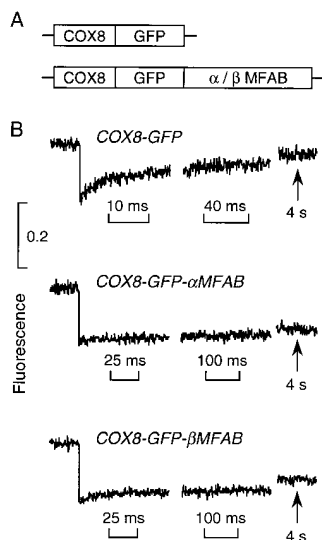 A
COX8 GFP
COX8 GFP α / β MFAB
B
COX8-GFP
10 ms 40 ms 4 s
0.2
Fluorescence
COX8-GFP-αMFAB
25 ms 100 ms 4 s
COX8-GFP-βMFAB
25 ms 100 ms 4 s